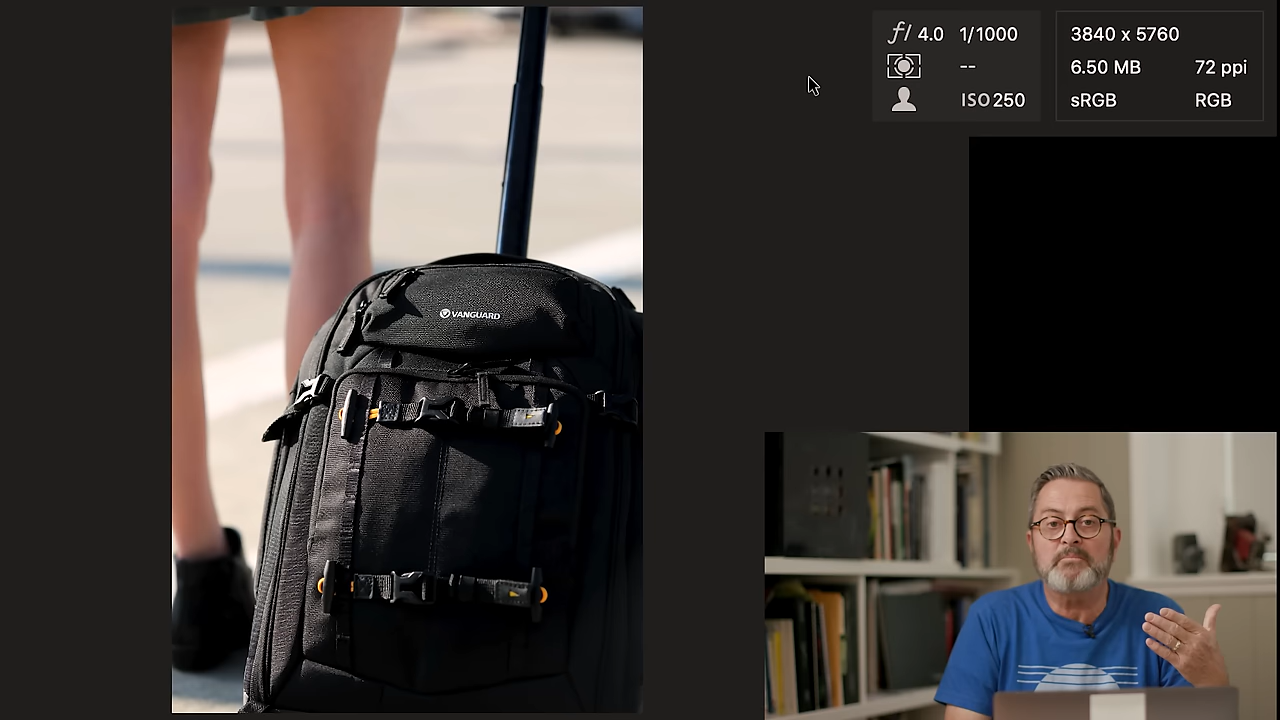 f/ 4.0 1/1000
--
ISO 250
3840 x 5760
6.50 MB 72 ppi
sRGB RGB
VANGUARD